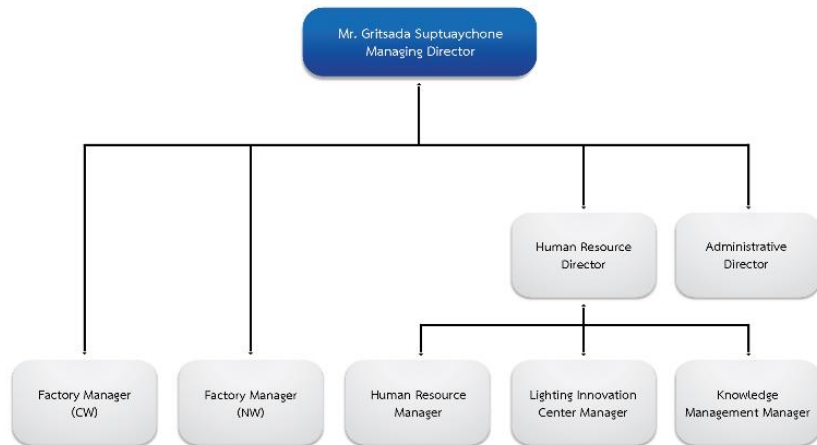 Mr. Gritsada Suptuaychone
Managing Director
Human Resource
Director
Administrative
Director
Factory Manager
(CW)
Factory Manager
(NW)
Human Resource
Manager
Lighting Innovation
Center Manager
Knowledge
Management Manager